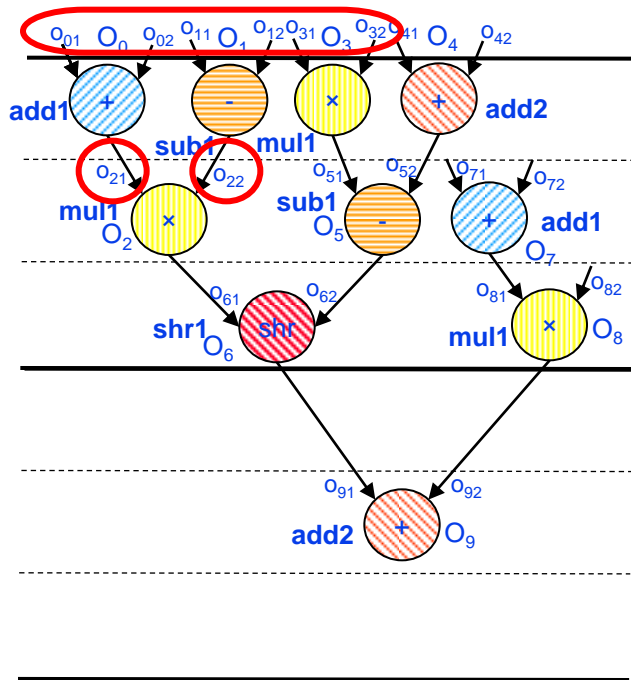 o₀₁ O₀ o₀₂ o₁₁ O₁ o₁₂ o₃₁ O₃ o₃₂ o₄₁ O₄ o₄₂
add1 + - × + add2
sub1 mul1
o₂₁ o₂₂ o₅₁ o₅₂ o₇₁ o₇₂
mul1 × sub1 - + add1
O₂ O₅ O₇
o₆₁ o₆₂ o₈₁ o₈₂
shr1 shr mul1 × O₈
O₆
o₉₁ o₉₂
add2 + O₉